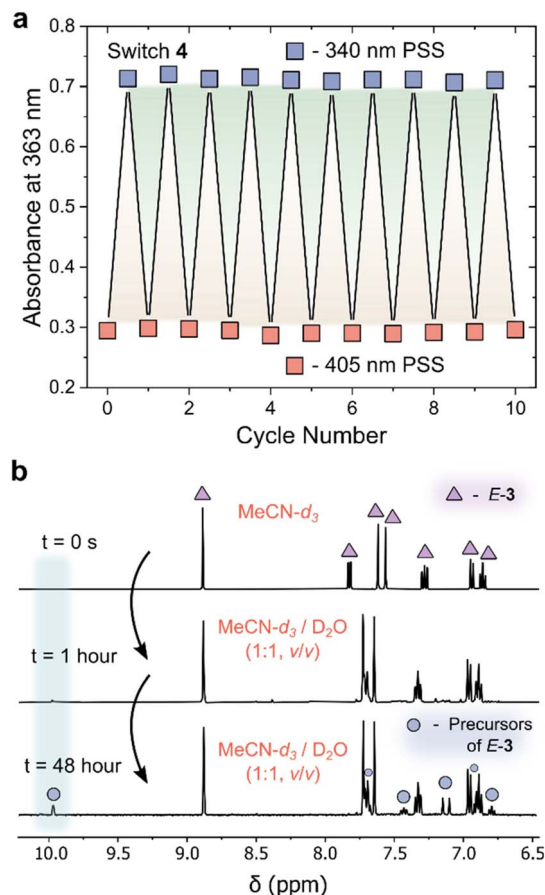 a
Switch 4
- 340 nm PSS
- 405 nm PSS
Absorbance at 363 nm
0.8
0.7
0.6
0.5
0.4
0.3
0.2
0 2 4 6 8 10
Cycle Number
b
- E-3
MeCN-d3
t = 0 s
MeCN-d3 / D2O
(1:1, v/v)
t = 1 hour
- Precursors
of E-3
MeCN-d3 / D2O
(1:1, v/v)
t = 48 hour
10.0 9.5 9.0 8.5 8.0 7.5 7.0 6.5
δ (ppm)